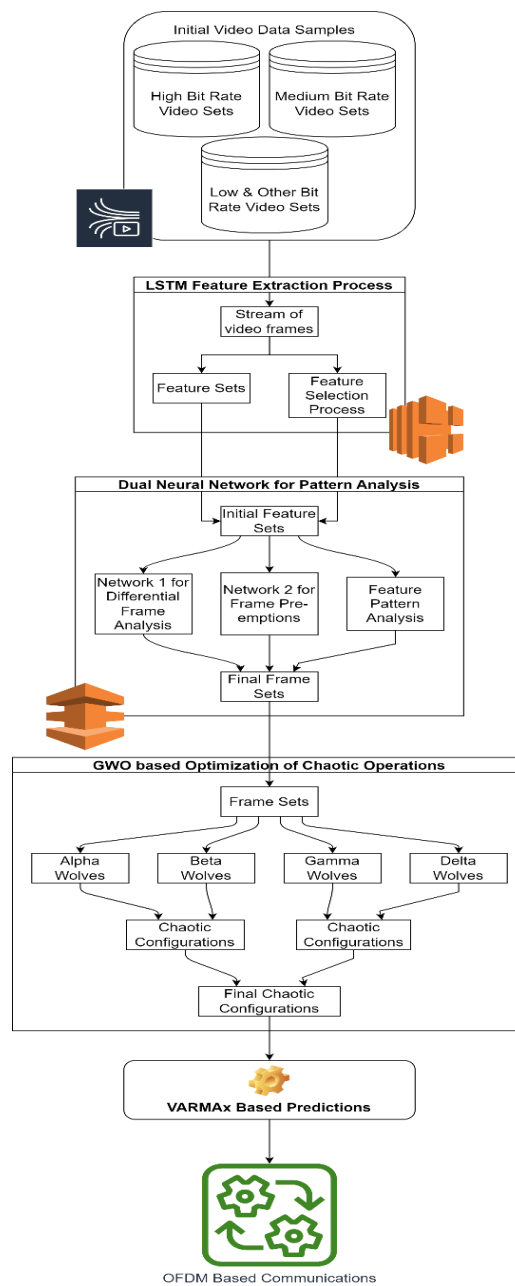 Initial Video Data Samples
High Bit Rate
Video Sets
Medium Bit Rate
Video Sets
Low & Other Bit
Rate Video Sets
LSTM Feature Extraction Process
Stream of
video frames
Feature Sets
Feature
Selection
Process
Dual Neural Network for Pattern Analysis
Initial Feature
Sets
Network 1 for
Differential
Frame
Analysis
Network 2 for
Frame Pre-
emptions
Feature
Pattern
Analysis
Final Frame
Sets
GWO based Optimization of Chaotic Operations
Frame Sets
Alpha
Wolves
Beta
Wolves
Gamma
Wolves
Delta
Wolves
Chaotic
Configurations
Chaotic
Configurations
Final Chaotic
Configurations
VARMAx Based Predictions
OFDM Based Communications